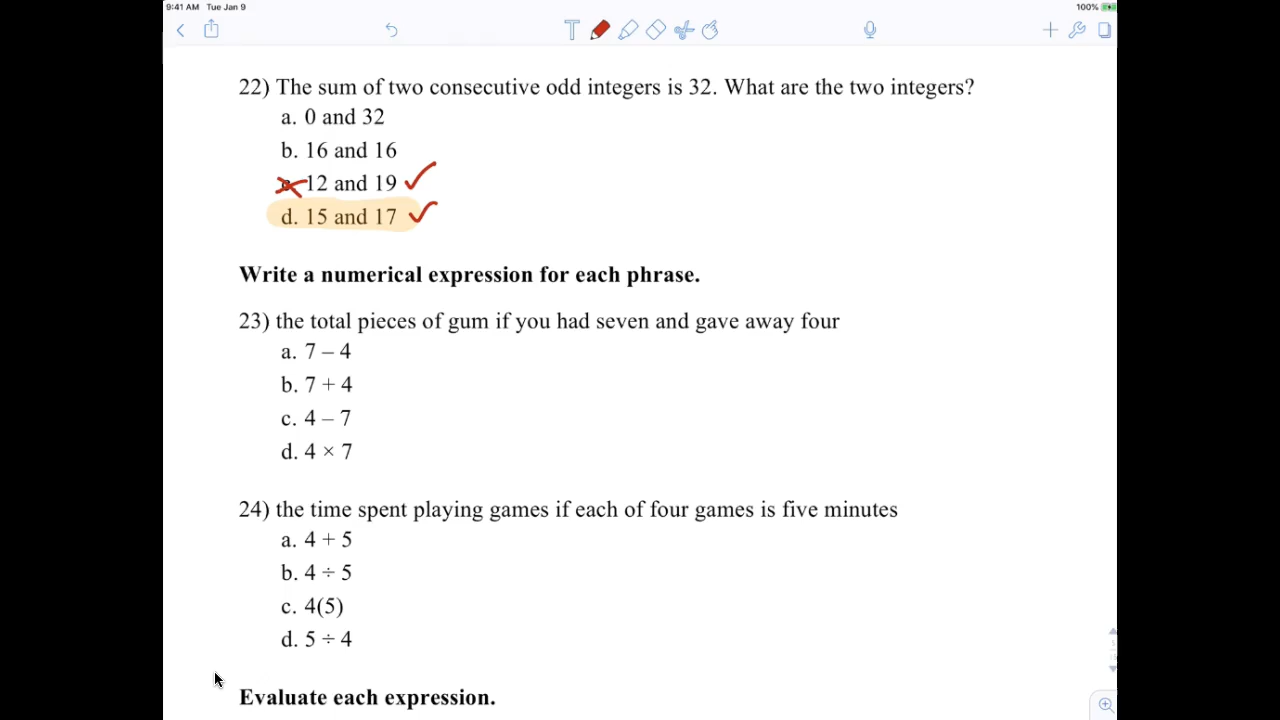 9:41 AM Tue Jan 9 100%
22) The sum of two consecutive odd integers is 32. What are the two integers?
a. 0 and 32
b. 16 and 16
12 and 19
d. 15 and 17
Write a numerical expression for each phrase.
23) the total pieces of gum if you had seven and gave away four
a. 7 – 4
b. 7 + 4
c. 4 – 7
d. 4 × 7
24) the time spent playing games if each of four games is five minutes
a. 4 + 5
b. 4 ÷ 5
c. 4(5)
d. 5 ÷ 4
Evaluate each expression.